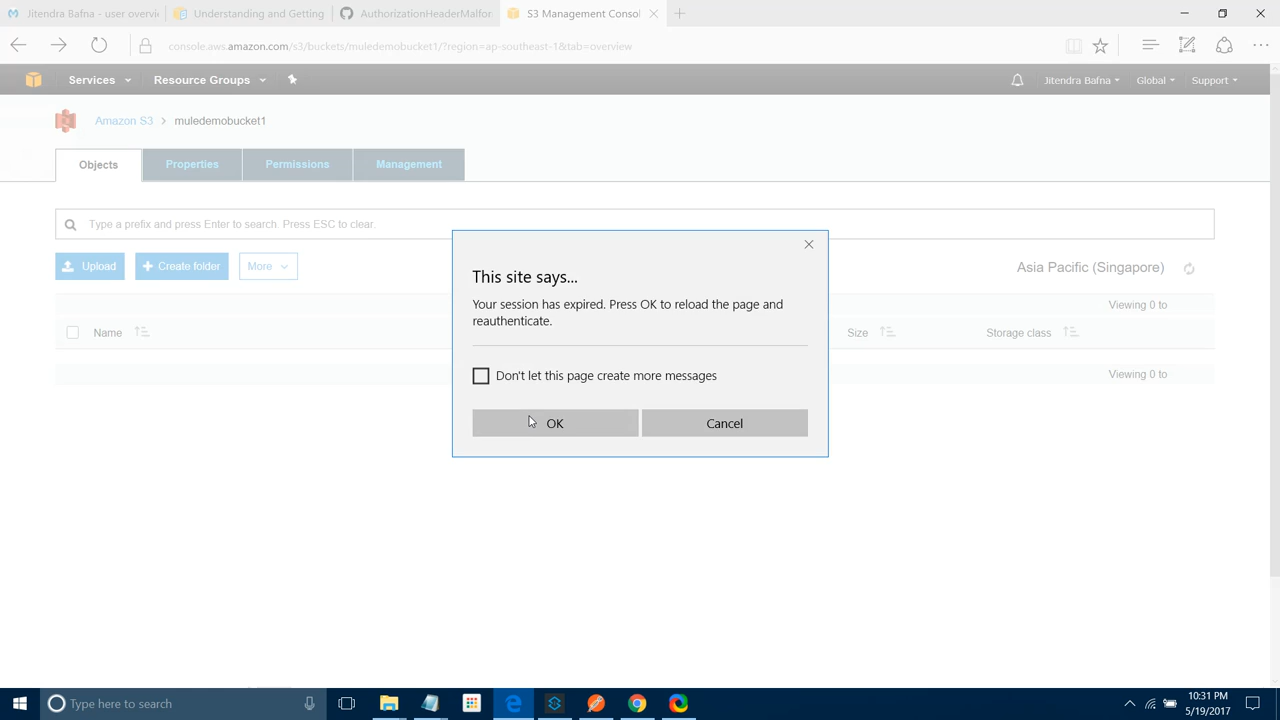 Jitendra Bafna - user overvi
Understanding and Getting
AuthorizationHeaderMalfor
S3 Management Consol
console.aws.amazon.com/s3/buckets/muledemobucket1/?region=ap-southeast-1&tab=overview
Services
Resource Groups
Jitendra Bafna
Global
Support
Amazon S3 > muledemobucket1
Objects
Properties
Permissions
Management
Type a prefix and press Enter to search. Press ESC to clear.
Upload
+ Create folder
More
Asia Pacific (Singapore)
Viewing 0 to
Name
Size
Storage class
Viewing 0 to
This site says...
Your session has expired. Press OK to reload the page and
reauthenticate.
Don't let this page create more messages
OK
Cancel
Type here to search
10:31 PM
5/19/2017